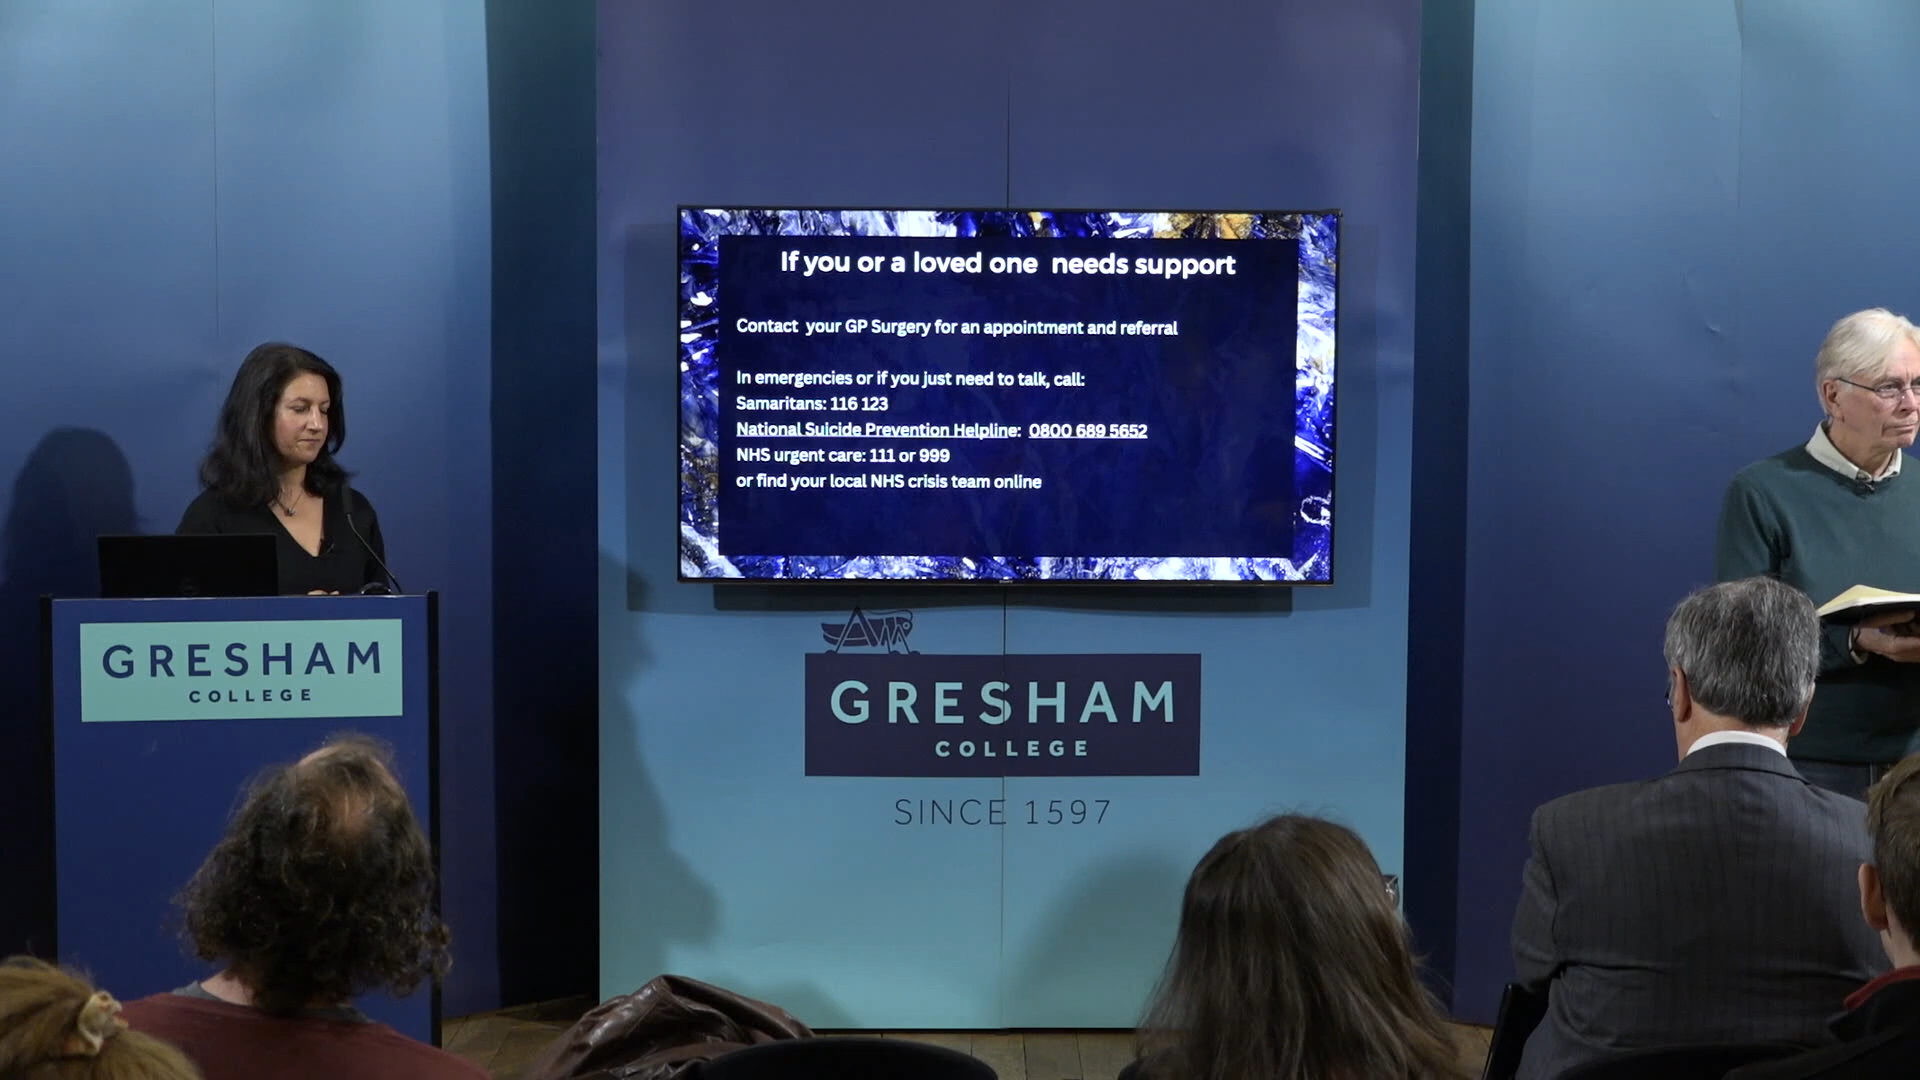 If you or a loved one needs support
Contact your GP Surgery for an appointment and referral
In emergencies or if you just need to talk, call:
Samaritans: 116 123
National Suicide Prevention Helpline: 0800 689 5652
NHS urgent care: 111 or 999
or find your local NHS crisis team online
GRESHAM
COLLEGE
GRESHAM
COLLEGE
SINCE 1597